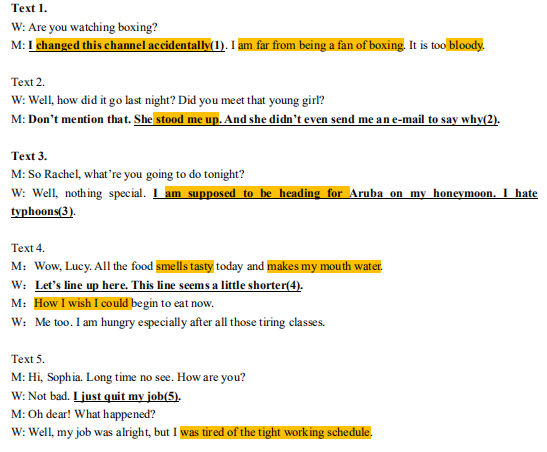 Text 1.
W: Are you watching boxing?
M: I changed this channel accidentally(1). I am far from being a fan of boxing. It is too bloody.
Text 2.
W: Well, how did it go last night? Did you meet that young girl?
M: Don't mention that. She stood me up. And she didn't even send me an e-mail to say why(2).
Text 3.
M: So Rachel, what're you going to do tonight?
W: Well, nothing special. I am supposed to be heading for Aruba on my honeymoon. I hate
typhoons(3).
Text 4.
M: Wow, Lucy. All the food smells tasty today and makes my mouth water.
W: Let's line up here. This line seems a little shorter(4).
M: How I wish I could begin to eat now.
W: Me too. I am hungry especially after all those tiring classes.
Text 5.
M: Hi, Sophia. Long time no see. How are you?
W: Not bad. I just quit my job(5).
M: Oh dear! What happened?
W: Well, my job was alright, but I was tired of the tight working schedule.